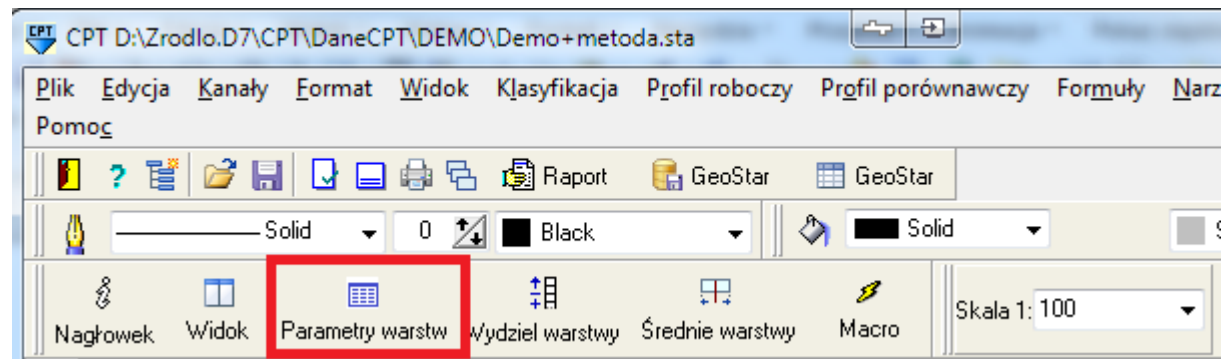 CPT D:\Zrodlo.D7\CPT\DaneCPT\DEMO\Demo+metoda.sta
Plik Edycja Kanały Format Widok Klasyfikacja Profil roboczy Profil porównawczy Formuły Narz
Pomoc
Raport GeoStar GeoStar
Solid 0 Black Solid
Nagłowek Widok Parametry warstw Wydziel warstwy Średnie warstwy Macro Skala 1: 100